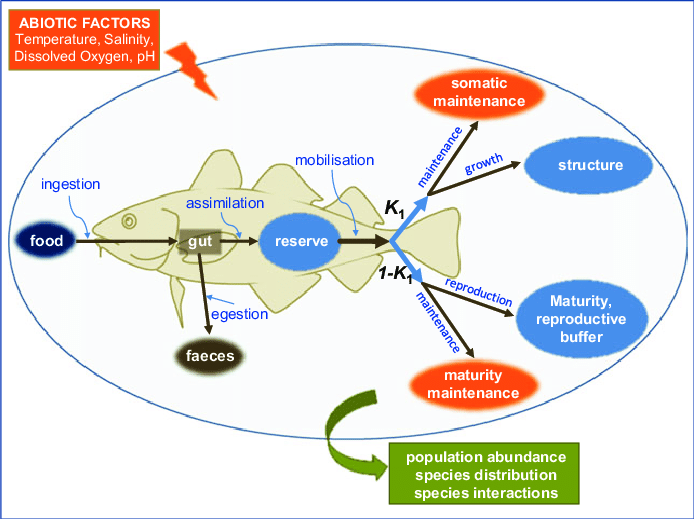 ABIOTIC FACTORS
Temperature, Salinity,
Dissolved Oxygen, pH
somatic
maintenance
mobilisation
maintenance
growth
structure
ingestion
assimilation
K1
food
gut
reserve
1-K1
reproduction
maintenance
egestion
Maturity,
reproductive
buffer
faeces
maturity
maintenance
population abundance
species distribution
species interactions